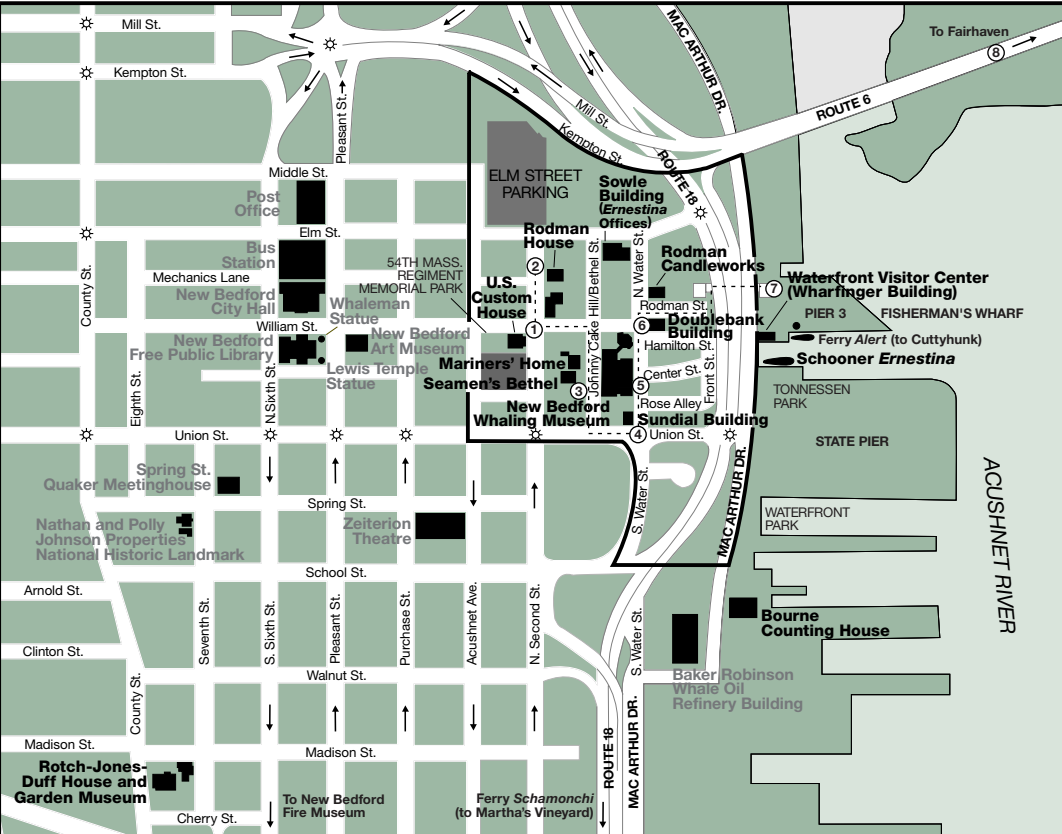 Mill St.
Kempton St.
Pleasant St.
MAC ARTHUR DR.
To Fairhaven
8
ROUTE 6
Mill St.
Kempton St.
ROUTE 18
Middle St.
Post
Office
ELM STREET
PARKING
Sowle
Building
(Ernestina
Offices)
Elm St.
Bus
Station
Mechanics Lane
New Bedford
City Hall
County St.
54TH MASS.
REGIMENT
MEMORIAL PARK
Rodman
House
2
U.S.
Custom
House
1
Johnny Cake Hill/Bethel St.
N. Water St.
Rodman
Candleworks
Rodman St.
6
Doublebank
Building
Hamilton St.
7
Waterfront Visitor Center
(Wharfinger Building)
PIER 3
FISHERMAN'S WHARF
Ferry Alert (to Cuttyhunk)
Schooner Ernestina
William St.
Whaleman
Statue
New Bedford
Free Public Library
New Bedford
Art Museum
Lewis Temple
Statue
Mariners' Home
Seamen's Bethel
3
New Bedford
Whaling Museum
Center St.
5
Front St.
Rose Alley
Sundial Building
4
Union St.
TONNESSEN
PARK
STATE PIER
Eighth St.
N.Sixth St.
Union St.
Spring St.
Quaker Meetinghouse
Spring St.
Nathan and Polly
Johnson Properties
National Historic Landmark
Zeiterion
Theatre
S. Water St.
MAC ARTHUR DR.
WATERFRONT
PARK
ACUSHNET RIVER
School St.
Arnold St.
Seventh St.
S. Sixth St.
Pleasant St.
Purchase St.
Acushnet Ave.
N. Second St.
S. Water St.
Bourne
Counting House
Clinton St.
County St.
Walnut St.
Baker Robinson
Whale Oil
Refinery Building
Madison St.
Madison St.
ROUTE 18
MAC ARTHUR DR.
Rotch-Jones-
Duff House and
Garden Museum
To New Bedford
Fire Museum
Ferry Schamonchi
(to Martha's Vineyard)
Cherry St.